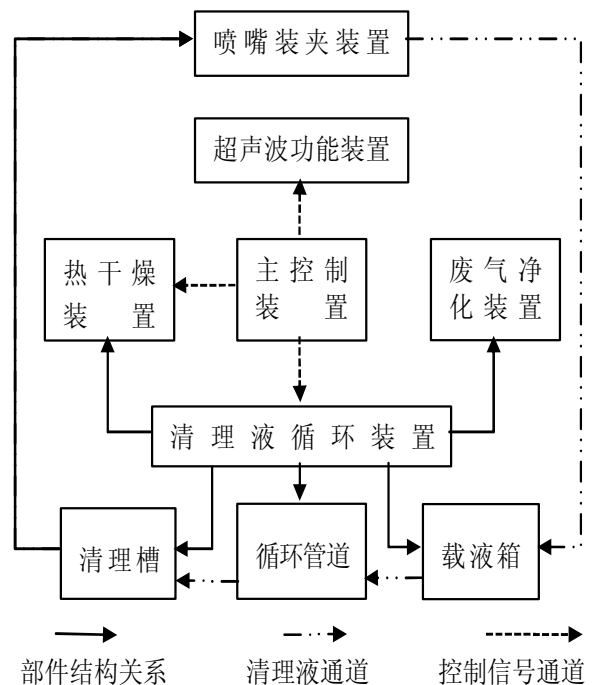 喷嘴装夹装置
超声波功能装置
热干燥
装置
主控制
装置
废气净
化装置
清理液循环装置
清理槽
循环管道
载液箱
部件结构关系
清理液通道
控制信号通道